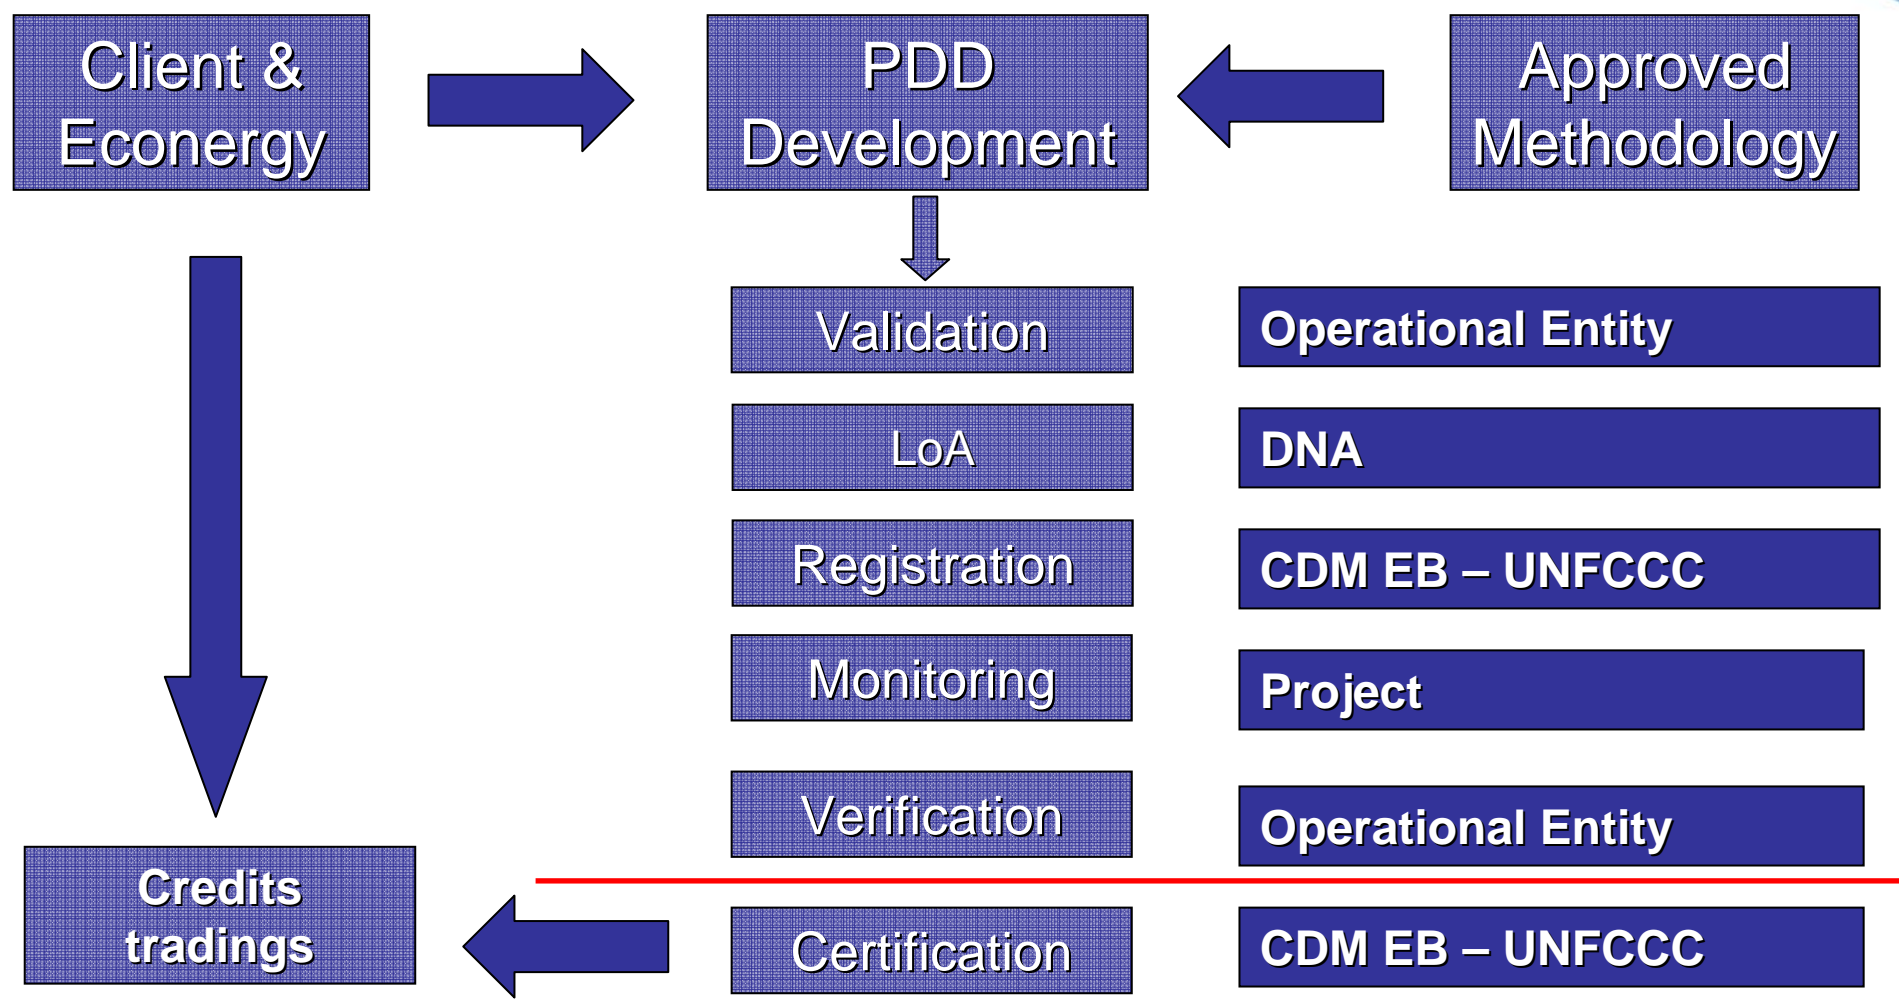 Client &
Econergy
PDD
Development
Approved
Methodology
Validation
Operational Entity
LoA
DNA
Registration
CDM EB – UNFCCC
Monitoring
Project
Verification
Operational Entity
Credits
tradings
Certification
CDM EB – UNFCCC